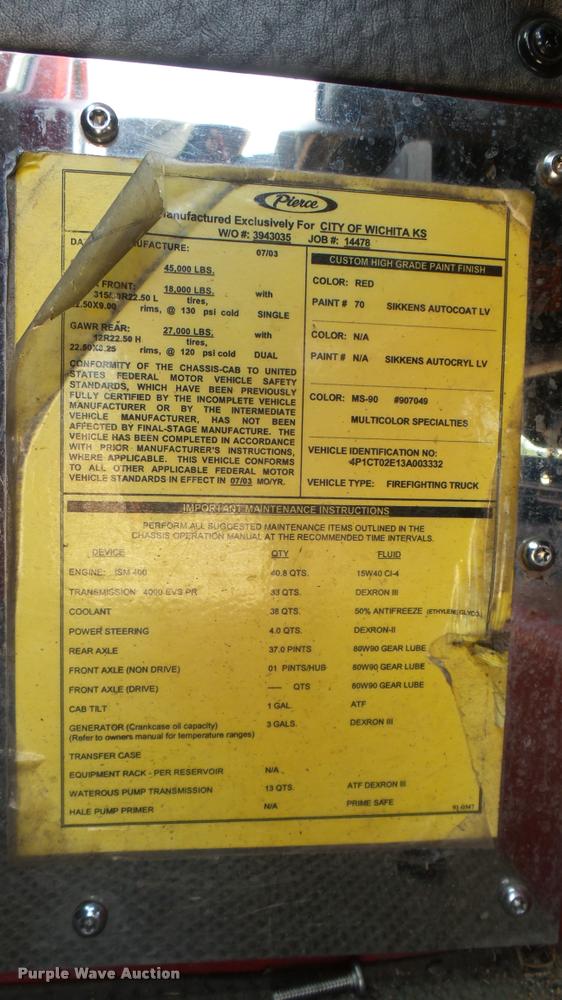 Pierce
Manufactured Exclusively For CITY OF WICHITA KS
W/O #: 3943035 JOB #: 14478
DA UFACTURE: 07/03
45,000 LBS.
FRONT: 18,000 LBS. with
315/ R22.50 L tires,
.50X9.00 rims, @ 130 psi cold SINGLE
GAWR REAR: 27,000 LBS. with
12R22.50 H tires,
22.50X8.25 rims, @ 120 psi cold DUAL
CONFORMITY OF THE CHASSIS-CAB TO UNITED
STATES FEDERAL MOTOR VEHICLE SAFETY
STANDARDS, WHICH HAVE BEEN PREVIOUSLY
FULLY CERTIFIED BY THE INCOMPLETE VEHICLE
MANUFACTURER OR BY THE INTERMEDIATE
VEHICLE MANUFACTURER, HAS NOT BEEN
AFFECTED BY FINAL-STAGE MANUFACTURE. THE
VEHICLE HAS BEEN COMPLETED IN ACCORDANCE
WITH PRIOR MANUFACTURER'S INSTRUCTIONS,
WHERE APPLICABLE. THIS VEHICLE CONFORMS
TO ALL OTHER APPLICABLE FEDERAL MOTOR
VEHICLE STANDARDS IN EFFECT IN 07/03 MO/YR.
CUSTOM HIGH GRADE PAINT FINISH
COLOR: RED
PAINT # 70 SIKKENS AUTOCOAT LV
COLOR: N/A
PAINT # N/A SIKKENS AUTOCRYL LV
COLOR: MS-90 #907049
MULTICOLOR SPECIALTIES
VEHICLE IDENTIFICATION NO:
4P1CT02E13A003332
VEHICLE TYPE: FIREFIGHTING TRUCK
IMPORTANT MAINTENANCE INSTRUCTIONS
PERFORM ALL SUGGESTED MAINTENANCE ITEMS OUTLINED IN THE
CHASSIS OPERATION MANUAL AT THE RECOMMENDED TIME INTERVALS.
DEVICE QTY FLUID
ENGINE: ISM 400 40.8 QTS. 15W40 CI-4
TRANSMISSION 4000 EVS PR 33 QTS. DEXRON III
COOLANT 38 QTS. 50% ANTIFREEZE (ETHYLENE GLYCO
POWER STEERING 4.0 QTS. DEXRON-II
REAR AXLE 37.0 PINTS 80W90 GEAR LUBE
FRONT AXLE (NON DRIVE) 01 PINTS/HUB 80W90 GEAR LUBE
FRONT AXLE (DRIVE) --- QTS 80W90 GEAR LUBE
CAB TILT 1 GAL. ATF
GENERATOR (Crankcase oil capacity) 3 GALS. DEXRON III
(Refer to owners manual for temperature ranges)
TRANSFER CASE
EQUIPMENT RACK - PER RESERVOIR N/A
WATEROUS PUMP TRANSMISSION 13 QTS. ATF DEXRON III
HALE PUMP PRIMER N/A PRIME SAFE
91-0347
Purple Wave Auction